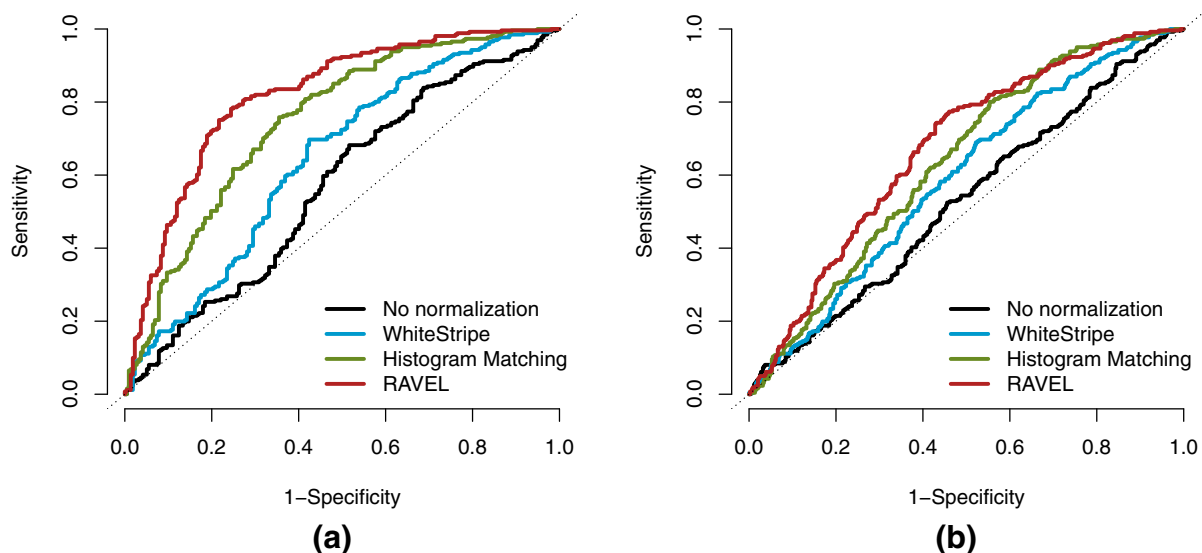 Sensitivity
1.0
0.8
0.6
0.4
0.2
0.0
No normalization
WhiteStripe
Histogram Matching
RAVEL
0.0 0.2 0.4 0.6 0.8 1.0
1−Specificity
(a)
Sensitivity
1.0
0.8
0.6
0.4
0.2
0.0
No normalization
WhiteStripe
Histogram Matching
RAVEL
0.0 0.2 0.4 0.6 0.8 1.0
1−Specificity
(b)